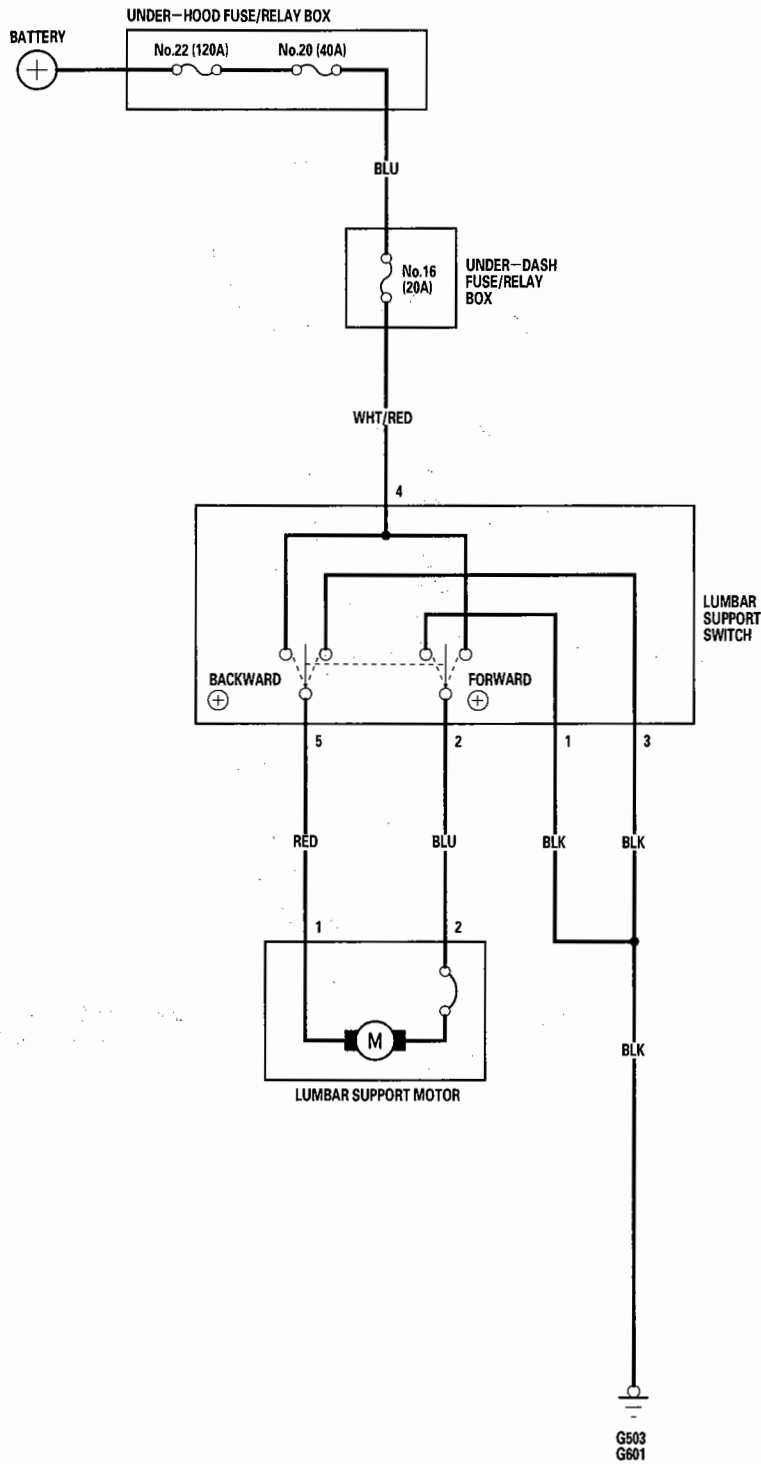 UNDER-HOOD FUSE/RELAY BOX
BATTERY
No.22 (120A)
No.20 (40A)
BLU
No.16
(20A)
UNDER-DASH
FUSE/RELAY
BOX
WHT/RED
4
LUMBAR
SUPPORT
SWITCH
BACKWARD
FORWARD
5
2
1
3
RED
BLU
BLK
BLK
1
2
M
BLK
LUMBAR SUPPORT MOTOR
G503
G601